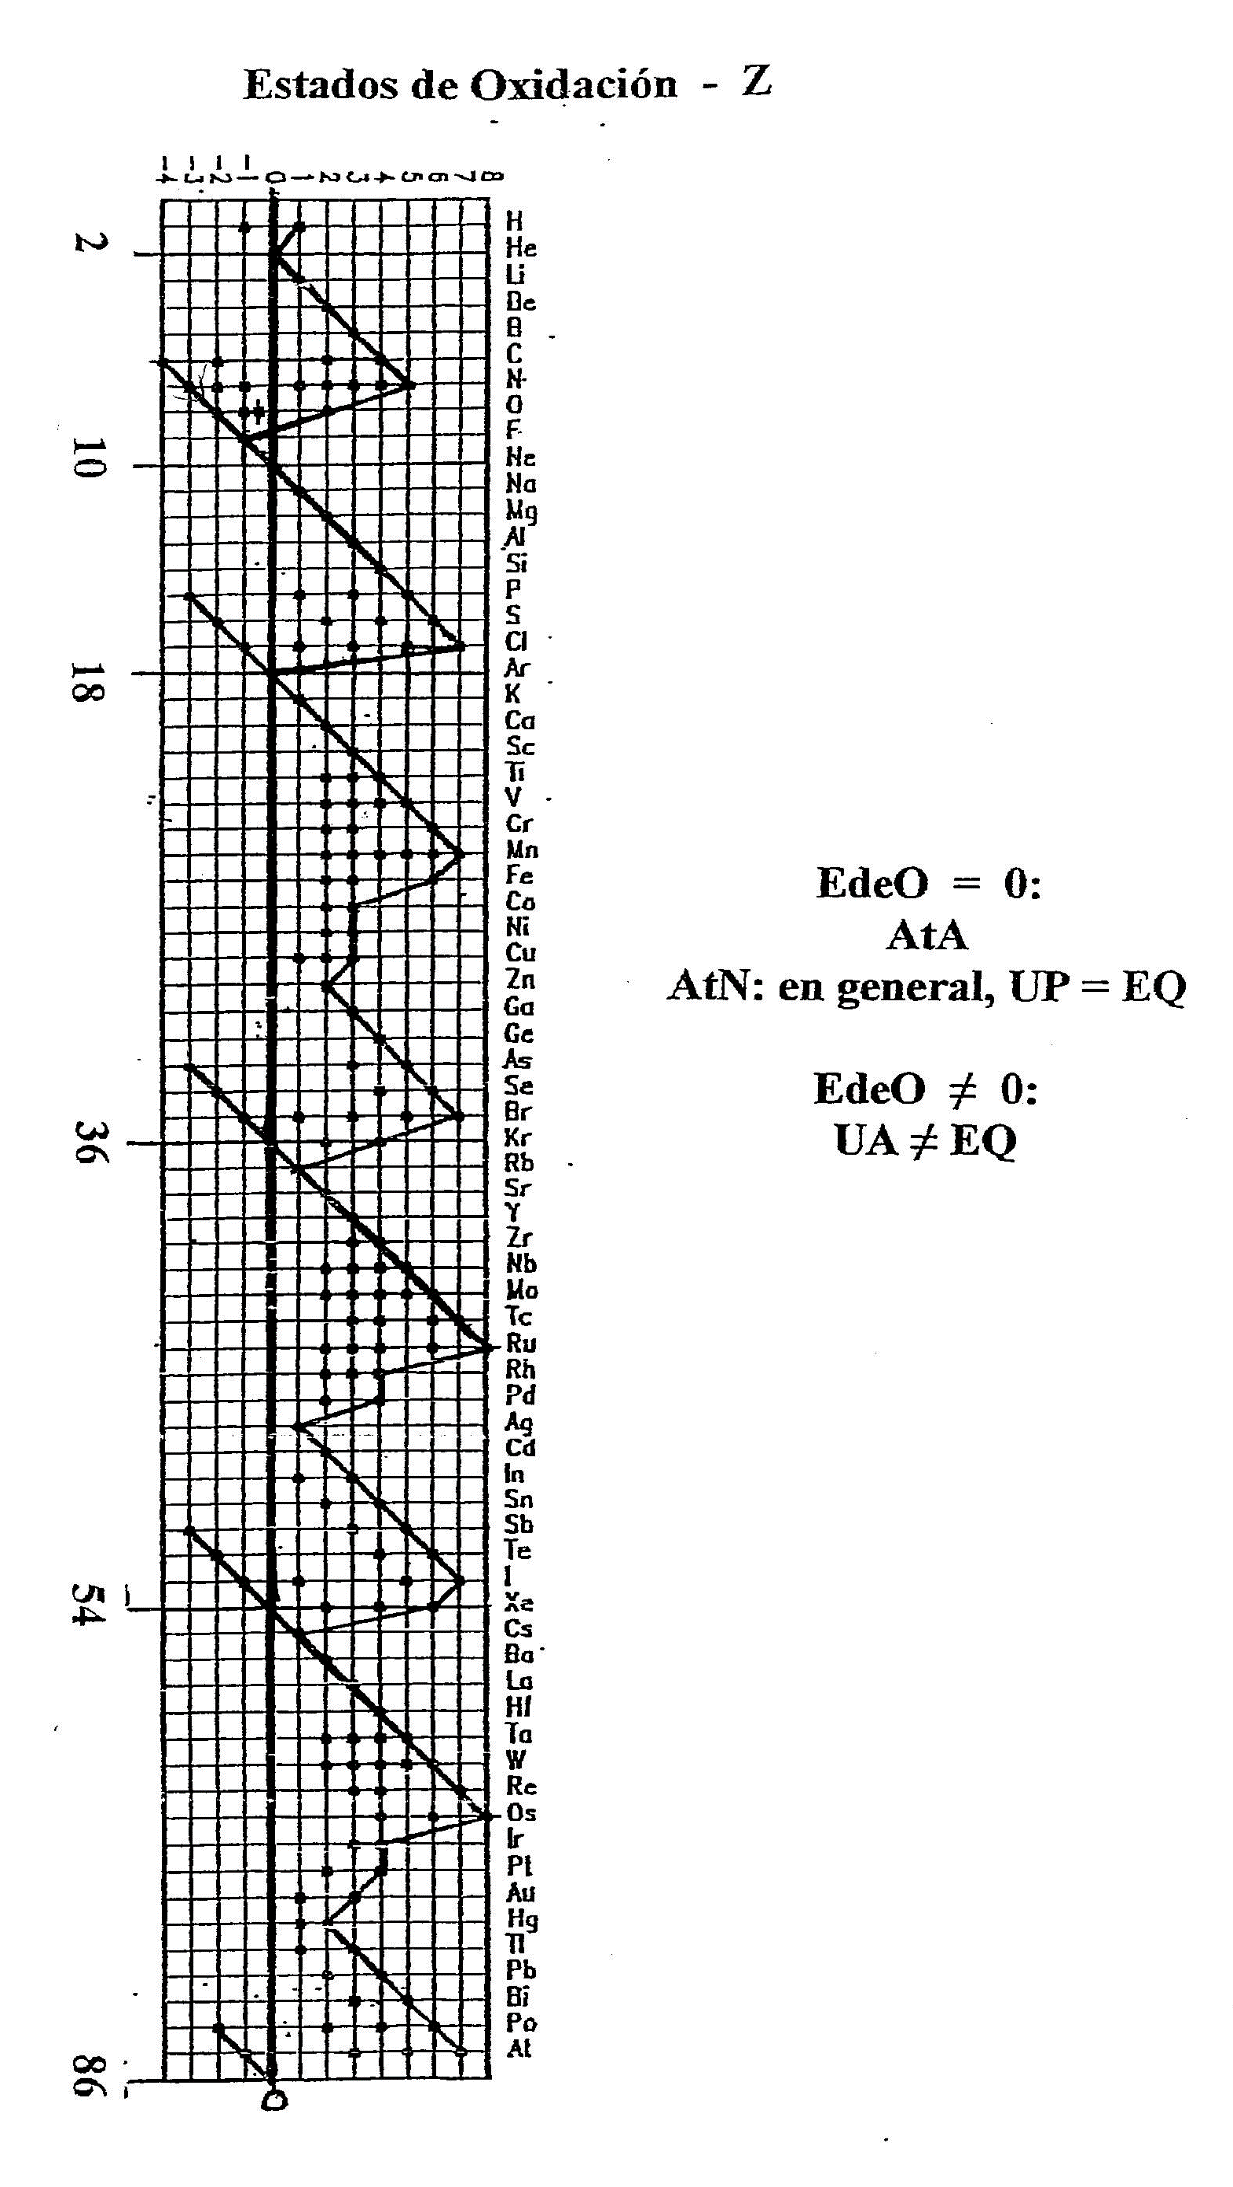 Estados de Oxidación - Z
-4 -3 -2 -1 0 1 2 3 4 5 6 7 8
H
2
He
Li
Be
B
C
N
O
F
10
Ne
Na
Mg
Al
Si
P
S
Cl
18
Ar
K
Ca
Sc
Ti
V
Cr
Mn
Fe
Co
Ni
Cu
Zn
Ga
Ge
As
Se
Br
36
Kr
Rb
Sr
Y
Zr
Nb
Mo
Tc
Ru
Rh
Pd
Ag
Cd
In
Sn
Sb
Te
I
54
Xe
Cs
Ba
La
Hf
Ta
W
Re
Os
Ir
Pt
Au
Hg
Tl
Pb
Bi
Po
At
86
0
EdeO = 0:
AtA
AtN: en general, UP = EQ
EdeO ≠ 0:
UA ≠ EQ